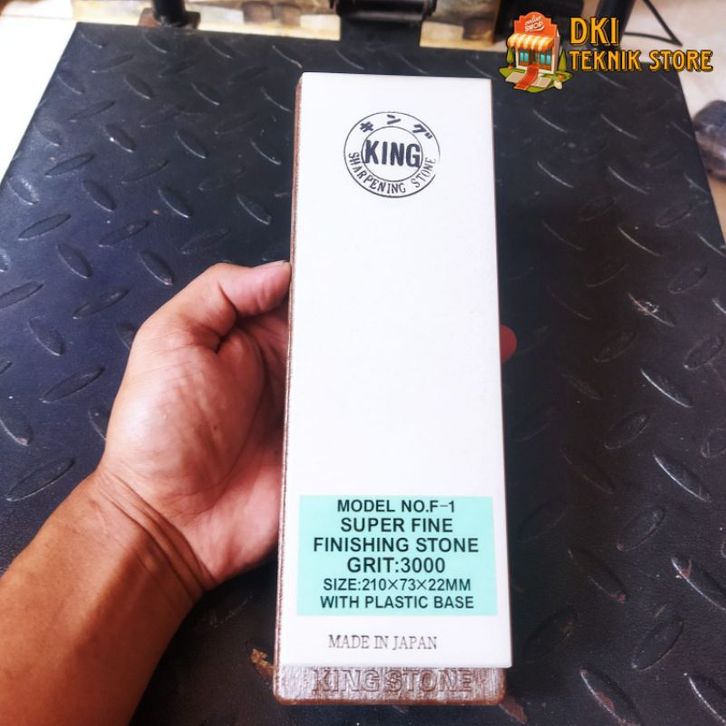 DKI
TEKNIK STORE
キング
KING
SHARPENING STONE
MODEL NO.F-1
SUPER FINE
FINISHING STONE
GRIT:3000
SIZE:210×73×22MM
WITH PLASTIC BASE
MADE IN JAPAN
KING STONE